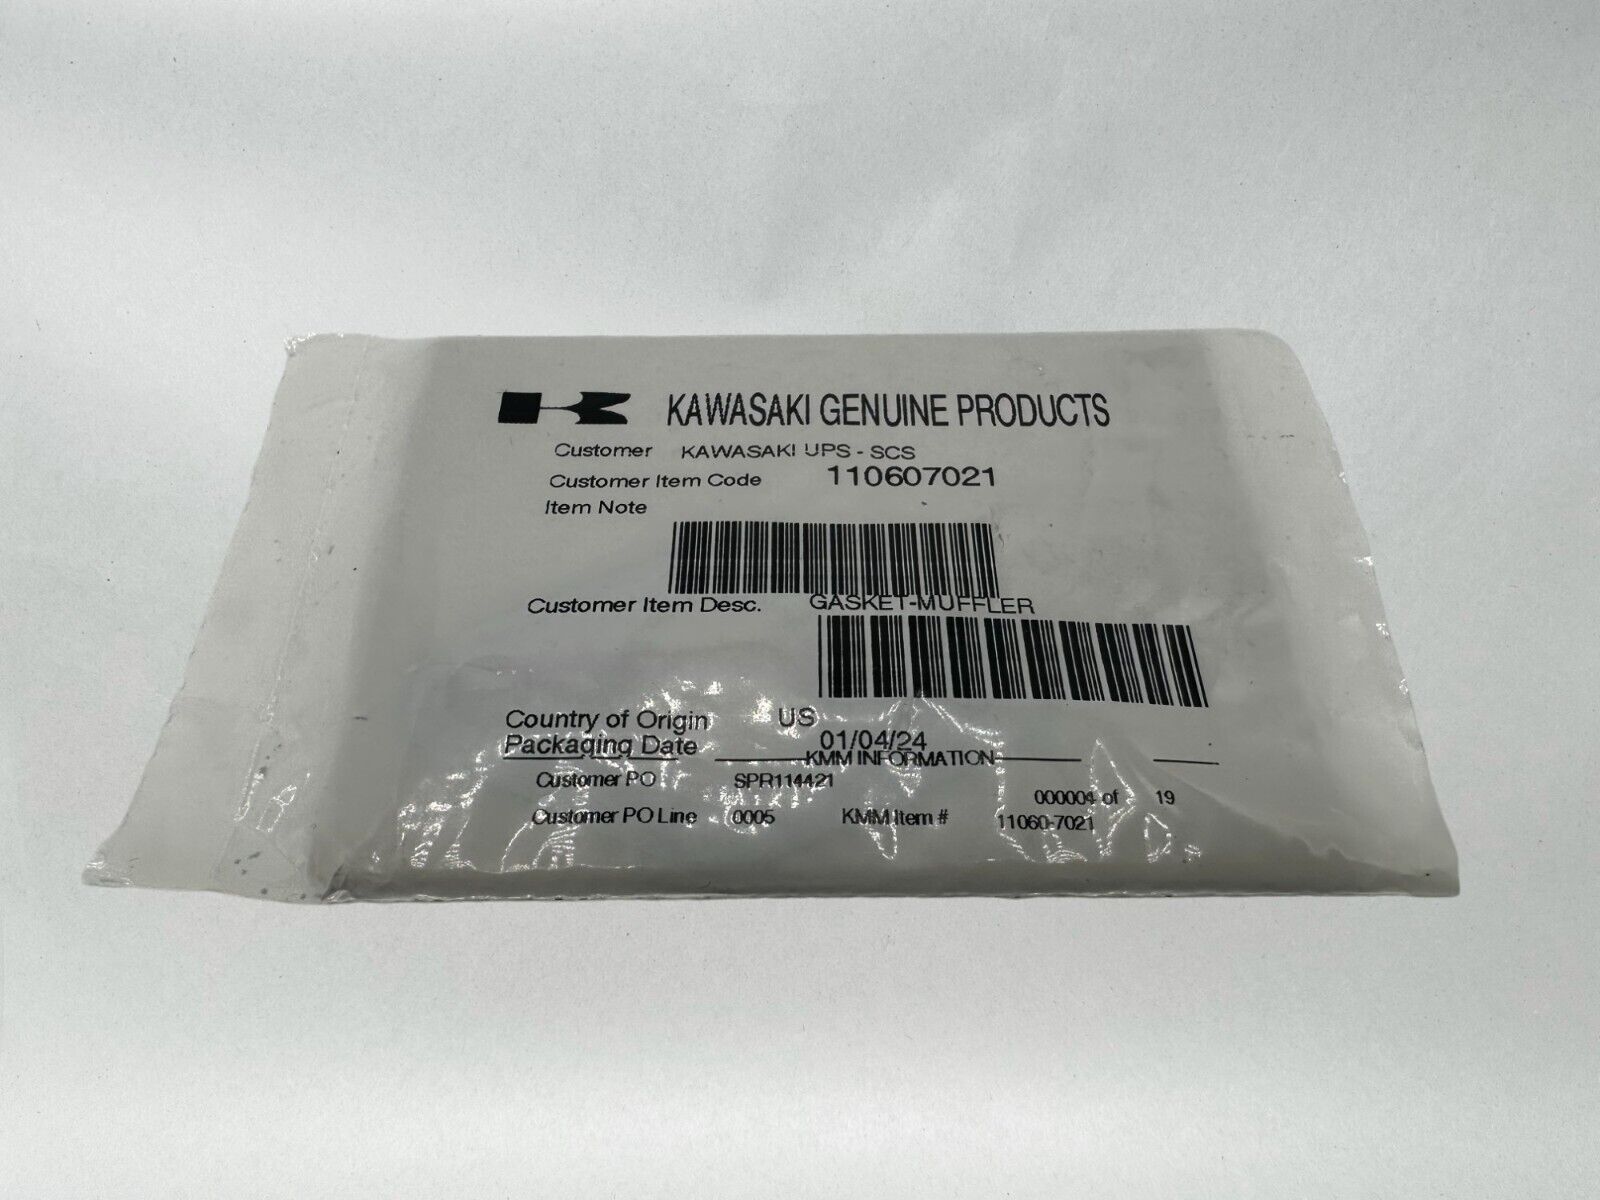 KAWASAKI GENUINE PRODUCTS
Customer KAWASAKI UPS - SCS
Customer Item Code 110607021
Item Note
Customer Item Desc. GASKET-MUFFLER
Country of Origin US
Packaging Date 01/04/24
KMM INFORMATION
Customer PO SPR114421
000004 of 19
Customer PO Line 0005 KMM Item # 11060-7021